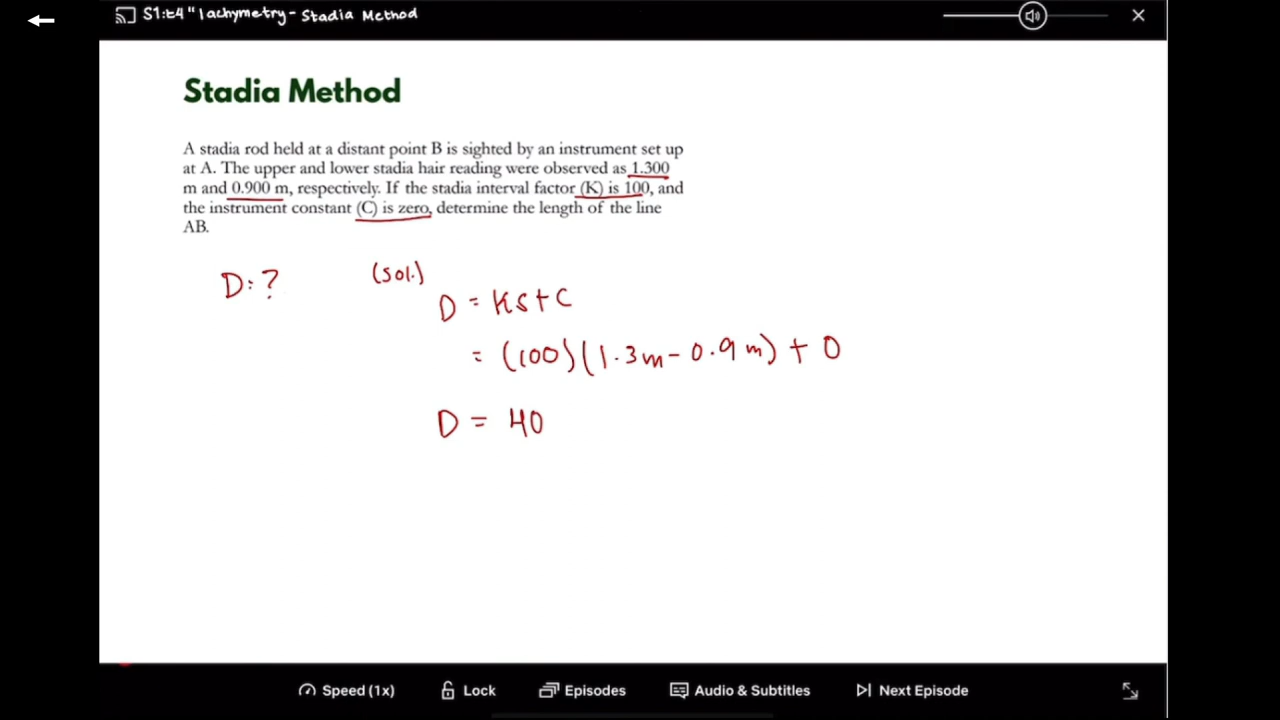 S1:E4 "Tachymetry - Stadia Method
Stadia Method
A stadia rod held at a distant point B is sighted by an instrument set up
at A. The upper and lower stadia hair reading were observed as 1.300
m and 0.900 m, respectively. If the stadia interval factor (K) is 100, and
the instrument constant (C) is zero, determine the length of the line
AB.
D: ?
(sol.)
D = KS+C
= (100)(1.3m - 0.9m) + 0
D = 40
Speed (1x) Lock Episodes Audio & Subtitles Next Episode